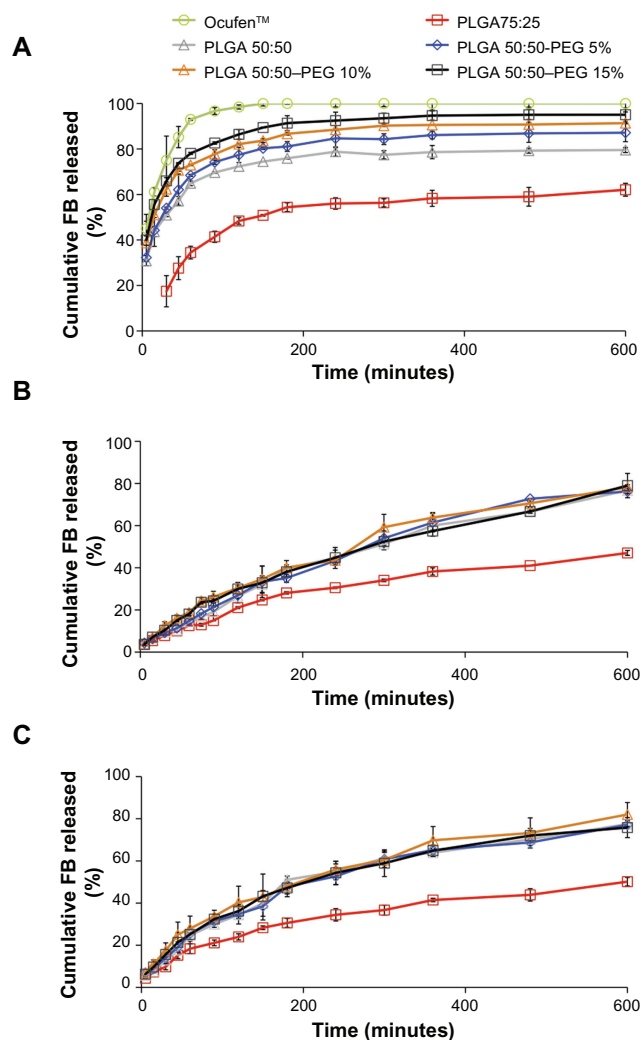 Ocufen™
PLGA75:25
PLGA 50:50
PLGA 50:50-PEG 5%
PLGA 50:50–PEG 10%
PLGA 50:50–PEG 15%
A
100
80
60
40
20
0
Cumulative FB released
(%)
0
200
400
600
Time (minutes)
B
100
80
60
40
20
0
Cumulative FB released
(%)
0
200
400
600
Time (minutes)
C
100
80
60
40
20
0
Cumulative FB released
(%)
0
200
400
600
Time (minutes)